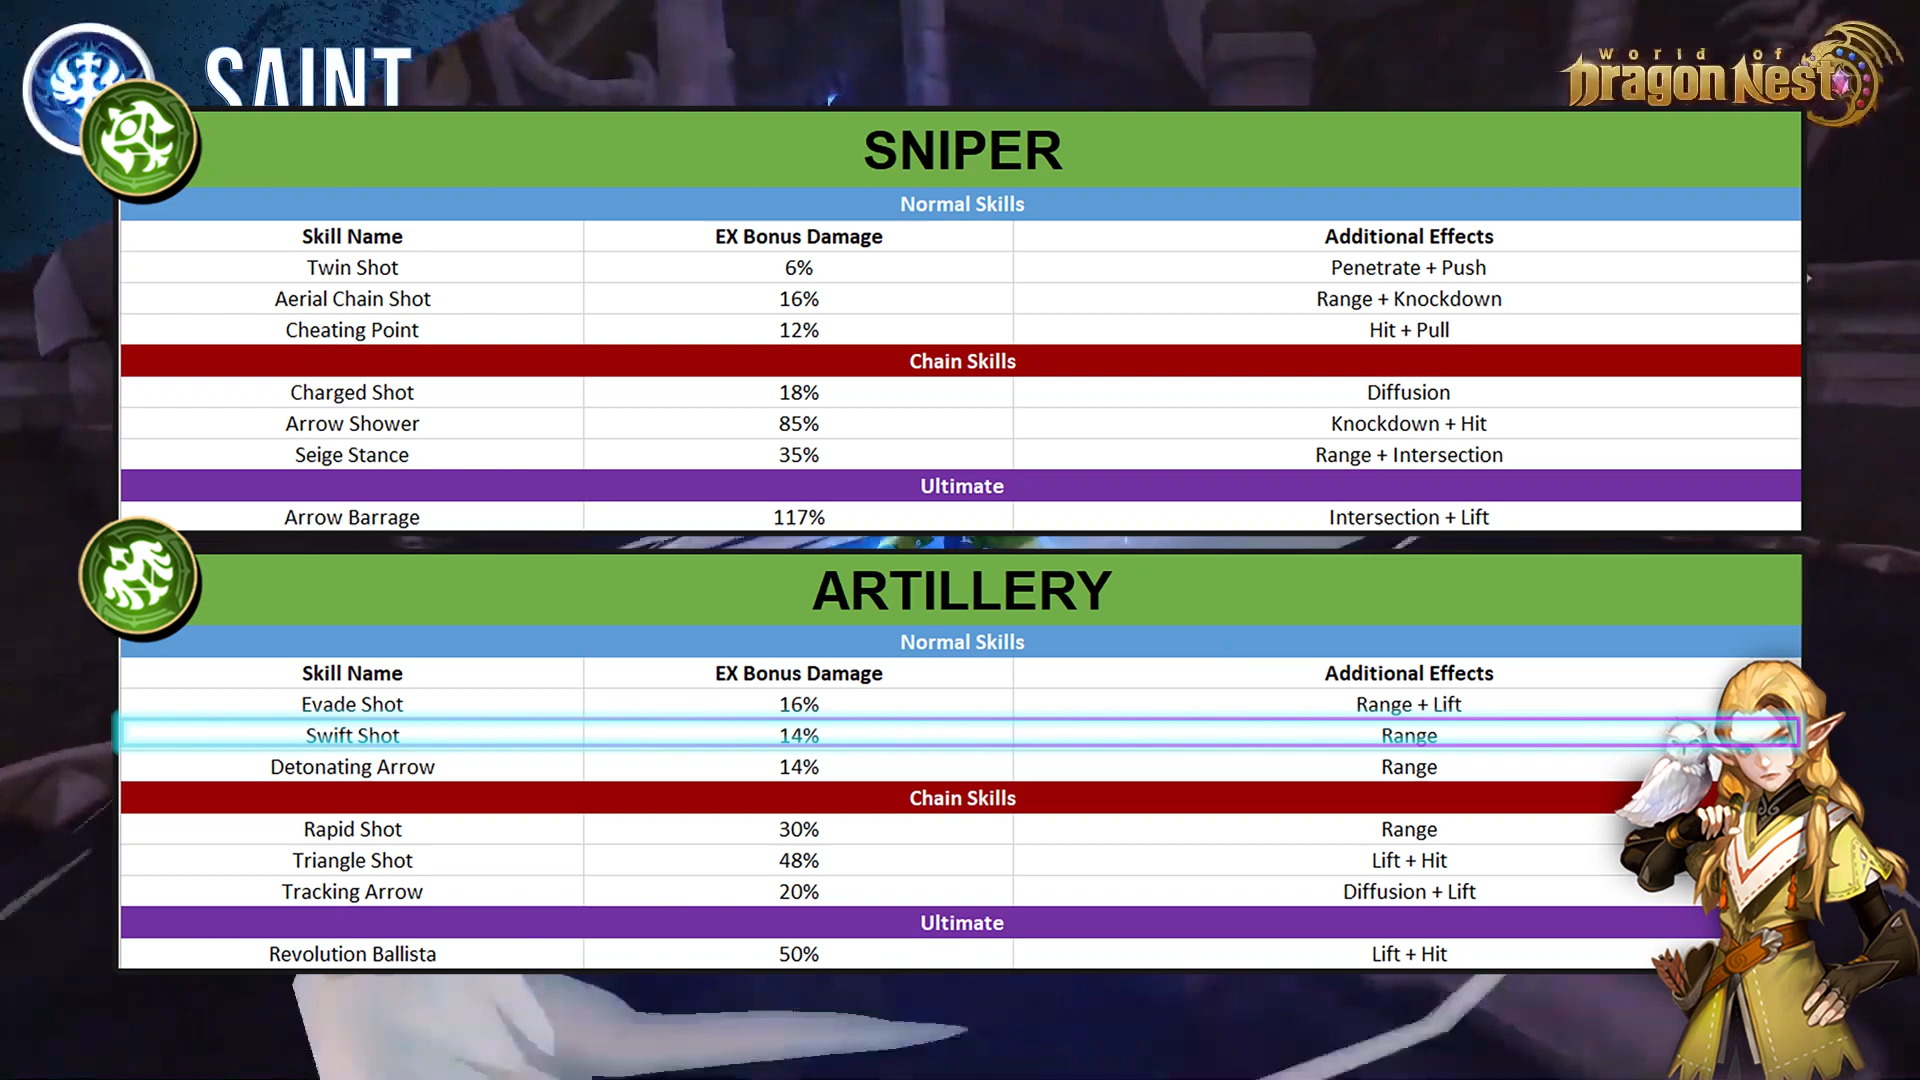 SAINT
World of
Dragon Nest
SNIPER
Normal Skills
Skill Name EX Bonus Damage Additional Effects
Twin Shot 6% Penetrate + Push
Aerial Chain Shot 16% Range + Knockdown
Cheating Point 12% Hit + Pull
Chain Skills
Charged Shot 18% Diffusion
Arrow Shower 85% Knockdown + Hit
Seige Stance 35% Range + Intersection
Ultimate
Arrow Barrage 117% Intersection + Lift
ARTILLERY
Normal Skills
Skill Name EX Bonus Damage Additional Effects
Evade Shot 16% Range + Lift
Swift Shot 14% Range
Detonating Arrow 14% Range
Chain Skills
Rapid Shot 30% Range
Triangle Shot 48% Lift + Hit
Tracking Arrow 20% Diffusion + Lift
Ultimate
Revolution Ballista 50% Lift + Hit